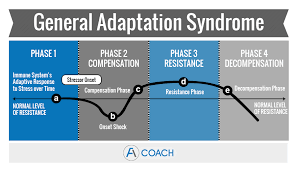 General Adaptation Syndrome
PHASE 1
Immune System's
Adaptive Response
to Stress over Time
NORMAL LEVEL OF
RESISTANCE
a
Stressor Onset
PHASE 2
COMPENSATION
Compensation Phase
b
Onset Shock
c
PHASE 3
RESISTANCE
d
Resistance Phase
PHASE 4
DECOMPENSATION
e
Decompensation Phase
NORMAL LEVEL OF
RESISTANCE
COACH